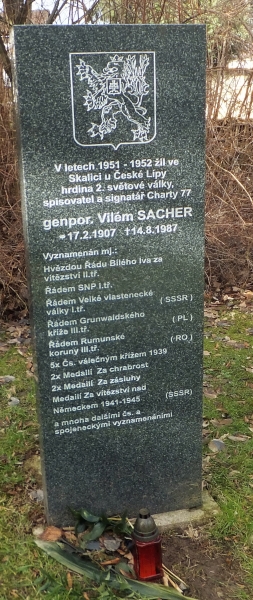 V letech 1951 - 1952 žil ve
Skalici u České Lípy
hrdina 2. světové války,
spisovatel a signatář Charty 77
genpor. Vilém SACHER
*17.2.1907 †14.8.1987
Vyznamenán mj.:
Hvězdou Řádu Bílého lva za
vítězství II.tř.
Řádem SNP I.tř.
Řádem Velké vlastenecké
války I.tř. (SSSR)
Řádem Grunwaldského
kříže III.tř. (PL)
Řádem Rumunské
koruny III.tř. (RO)
5x Čs. válečným křížem 1939
2x Medailí Za chrabrost
2x Medailí Za zásluhy
Medailí Za vítězství nad
Německem 1941-1945 (SSSR)
a mnoha dalšími čs. a
spojeneckými vyznamenáními